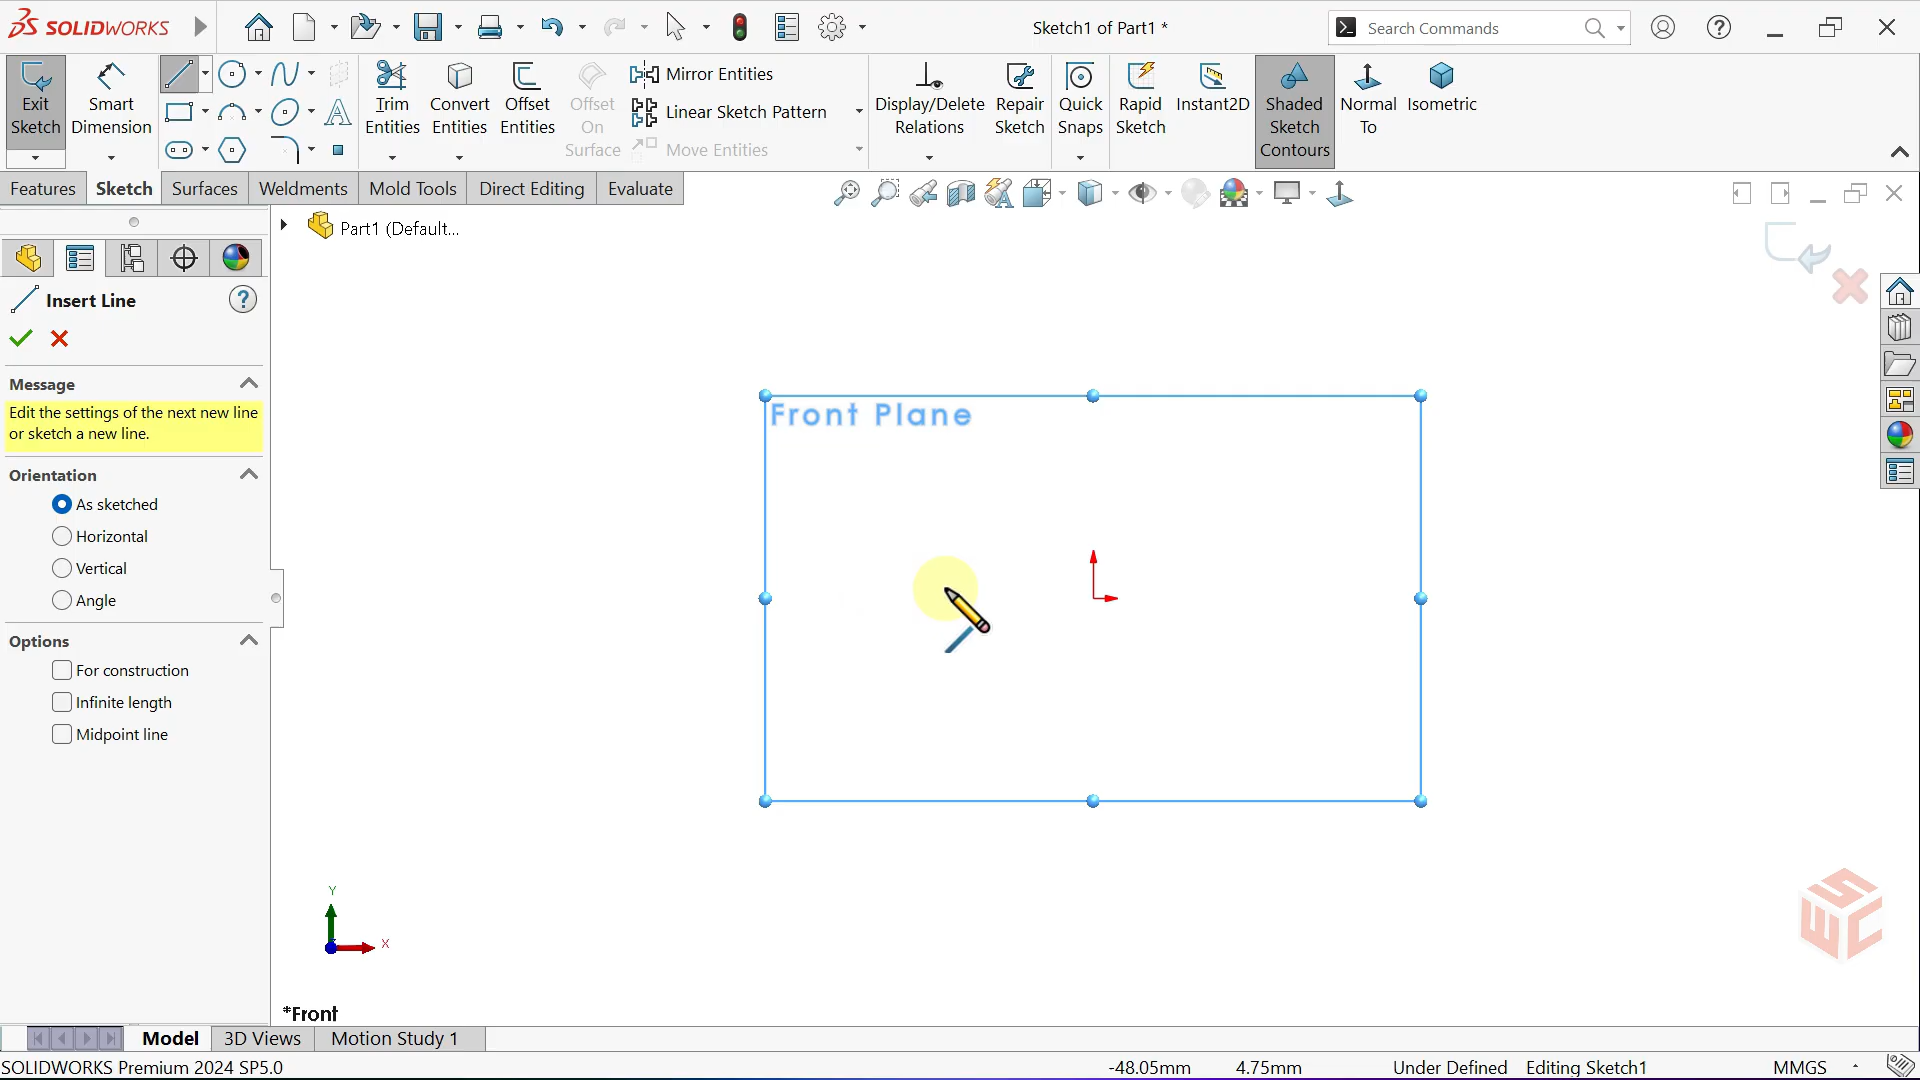 SOLIDWORKS
Sketch1 of Part1 *
Search Commands
Exit Sketch
Smart Dimension
Trim Entities
Convert Entities
Offset Entities
Offset On Surface
Mirror Entities
Linear Sketch Pattern
Move Entities
Display/Delete Relations
Repair Sketch
Quick Snaps
Rapid Sketch
Instant2D
Shaded Sketch Contours
Normal To
Isometric
Features
Sketch
Surfaces
Weldments
Mold Tools
Direct Editing
Evaluate
Part1 (Default...
Insert Line
?
Message
Edit the settings of the next new line
or sketch a new line.
Orientation
As sketched
Horizontal
Vertical
Angle
Options
For construction
Infinite length
Midpoint line
Front Plane
Y
X
*Front
SWC
Model
3D Views
Motion Study 1
SOLIDWORKS Premium 2024 SP5.0
-48.05mm
4.75mm
Under Defined
Editing Sketch1
MMGS